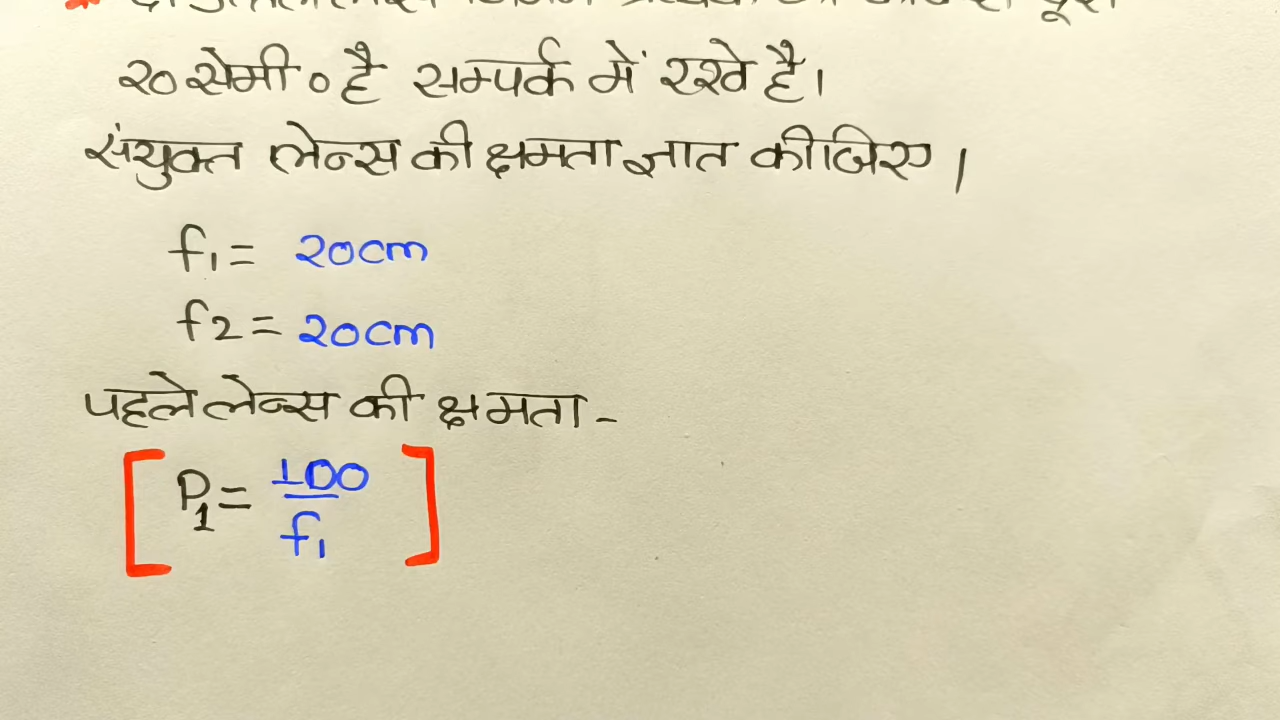 २० सेमी० है सम्पर्क में रखे है।
संयुक्त लेन्स की क्षमता ज्ञात कीजिए।
f₁ = 20cm
f2 = 20cm
पहले लेन्स की क्षमता -
[ P₁ = 100/f₁ ]